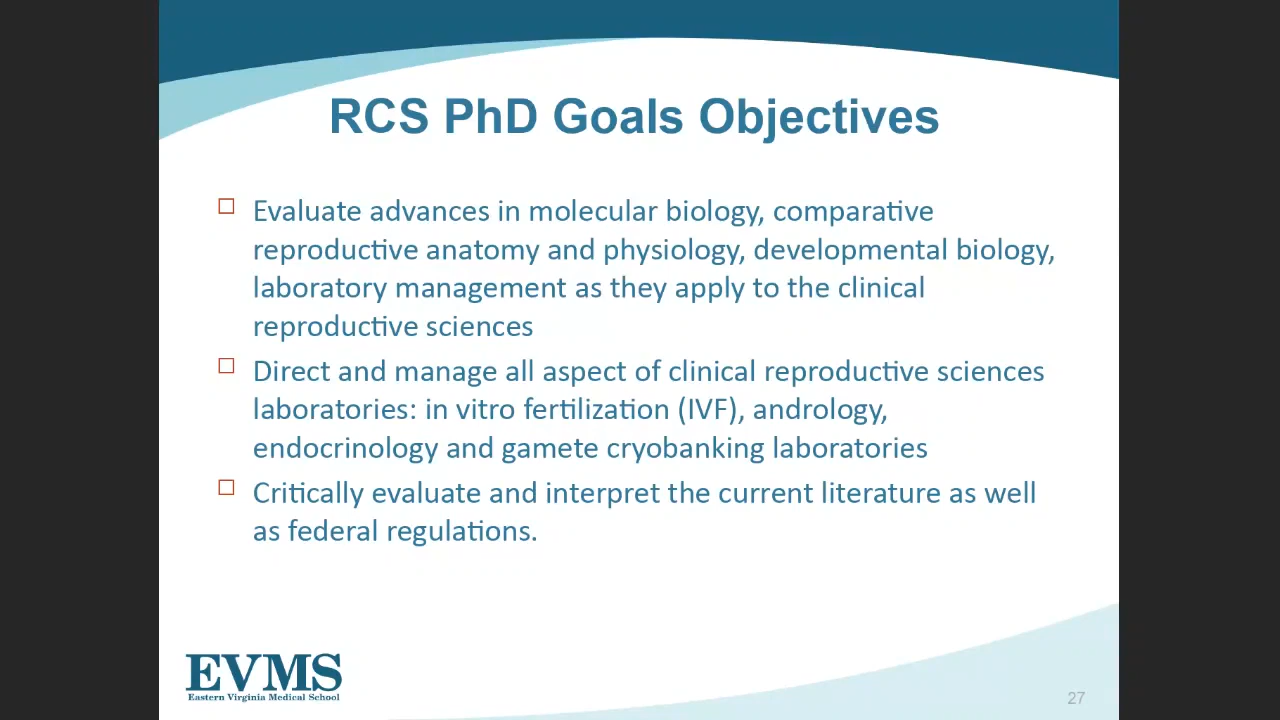 RCS PhD Goals Objectives
Evaluate advances in molecular biology, comparative
reproductive anatomy and physiology, developmental biology,
laboratory management as they apply to the clinical
reproductive sciences
Direct and manage all aspect of clinical reproductive sciences
laboratories: in vitro fertilization (IVF), andrology,
endocrinology and gamete cryobanking laboratories
Critically evaluate and interpret the current literature as well
as federal regulations.
EVMS
Eastern Virginia Medical School
27